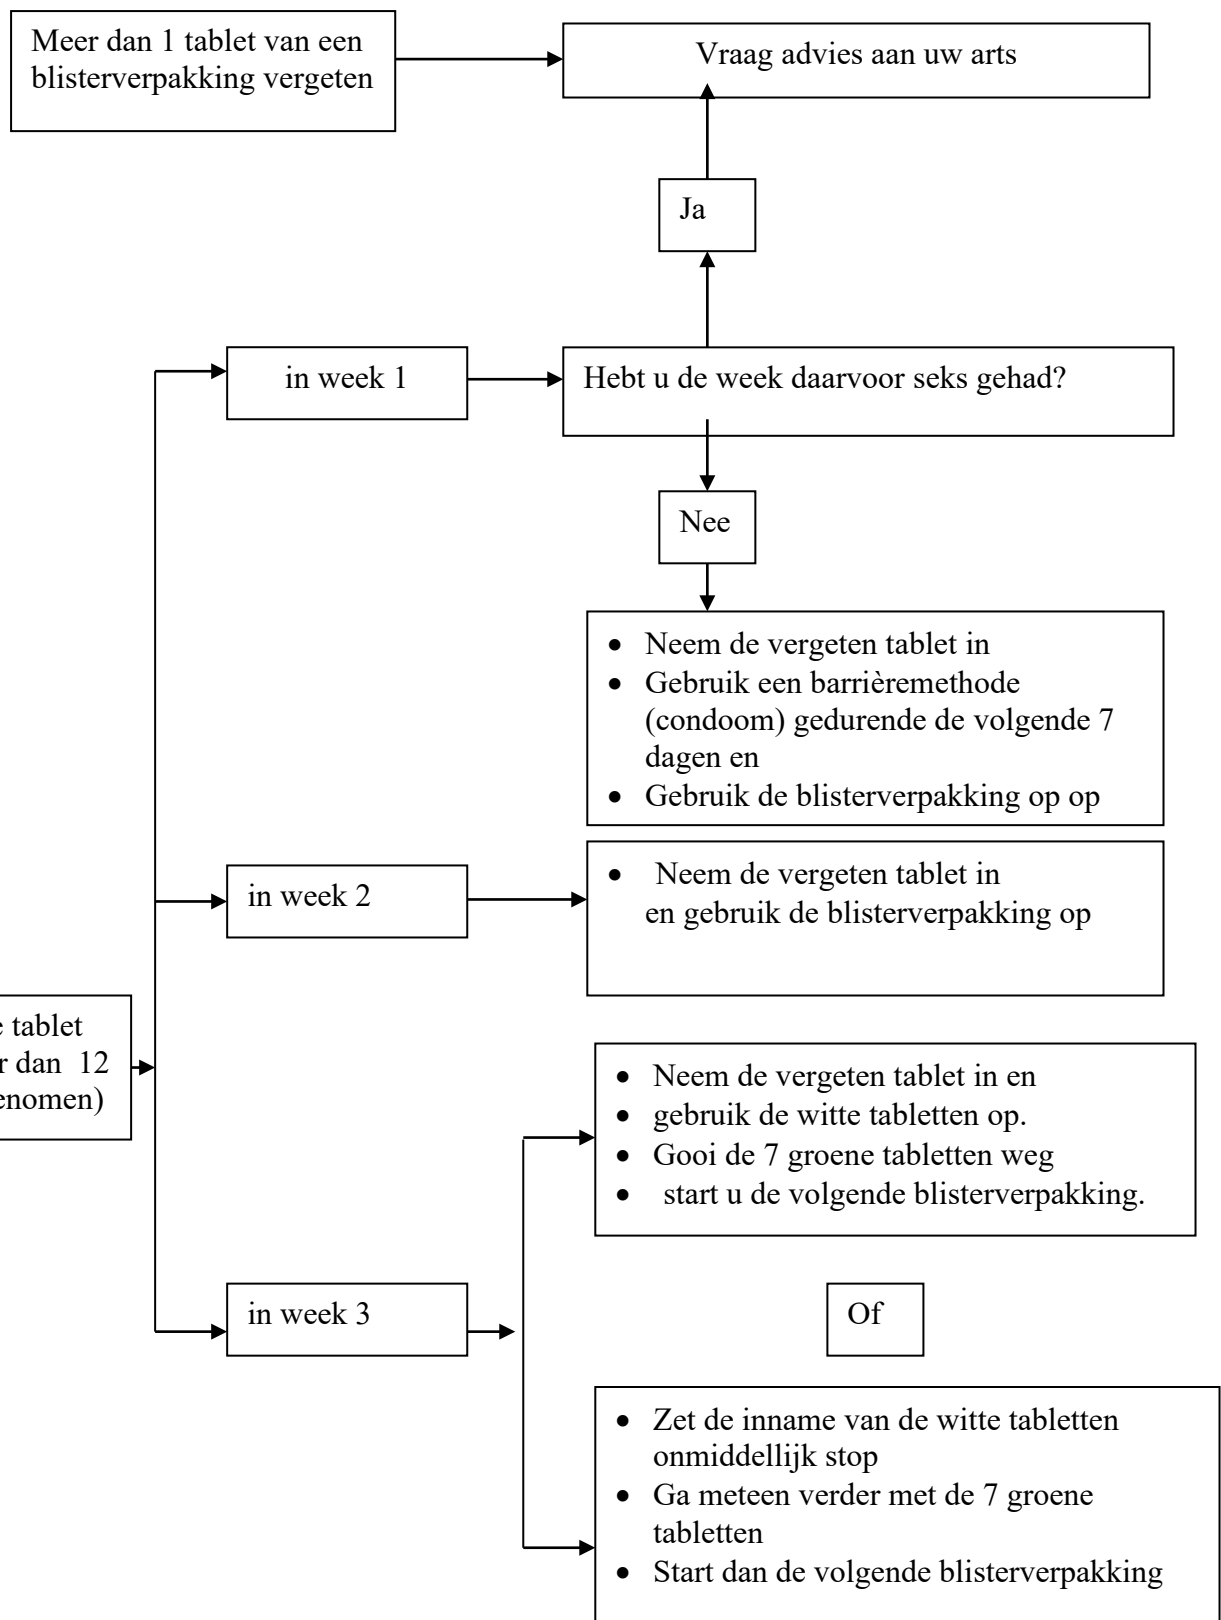 Meer dan 1 tablet van een
blisterverpakking vergeten
Vraag advies aan uw arts
Ja
in week 1
Hebt u de week daarvoor seks gehad?
Nee
• Neem de vergeten tablet in
• Gebruik een barrièremethode
(condoom) gedurende de volgende 7
dagen en
• Gebruik de blisterverpakking op op
in week 2
• Neem de vergeten tablet in
en gebruik de blisterverpakking op
tablet
dan 12
• Neem de vergeten tablet in en
• gebruik de witte tabletten op.
• Gooi de 7 groene tabletten weg
• start u de volgende blisterverpakking.
in week 3
Of
• Zet de inname van de witte tabletten
onmiddellijk stop
• Ga meteen verder met de 7 groene
tabletten
• Start dan de volgende blisterverpakking